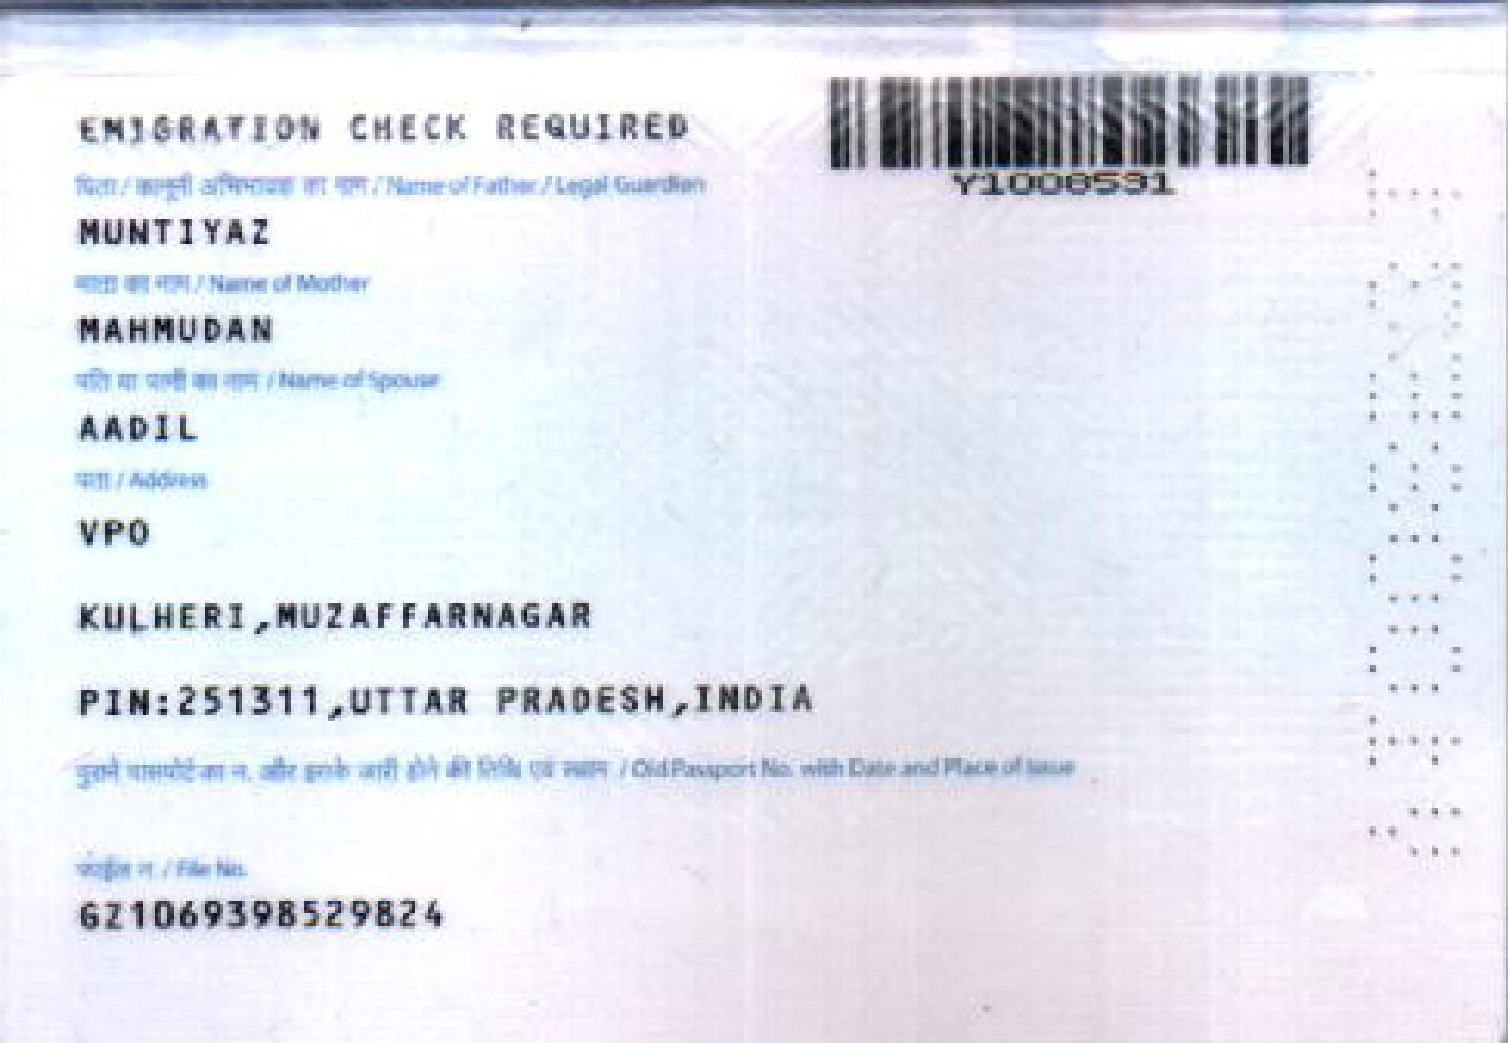 EMIGRATION CHECK REQUIRED
Y1008591
पिता / कानूनी अभिभावक का नाम / Name of Father / Legal Guardian
MUNTIYAZ
माता का नाम / Name of Mother
MAHMUDAN
पति या पत्नी का नाम / Name of Spouse
AADIL
पता / Address
VPO
KULHERI,MUZAFFARNAGAR
PIN:251311,UTTAR PRADESH,INDIA
पुराने पासपोर्ट का न. और इसके जारी होने की तिथि एवं स्थान / Old Passport No. with Date and Place of Issue
फाईल न. / File No.
GZ1069398529824